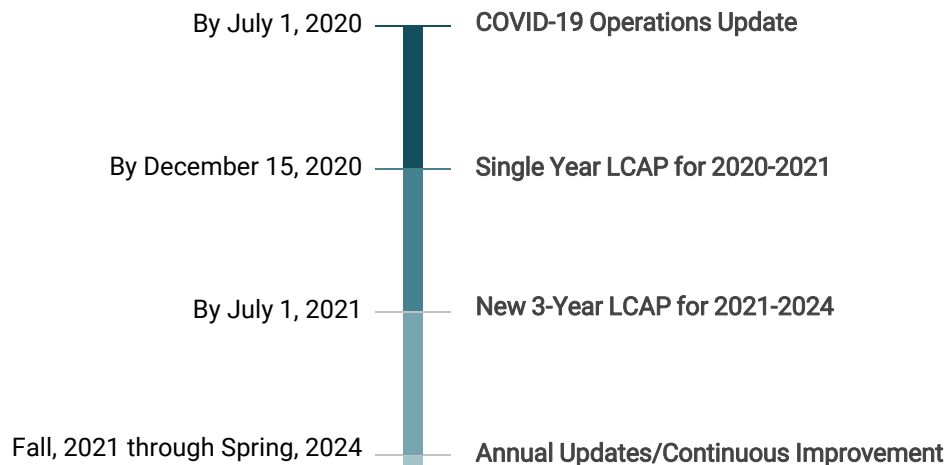 By July 1, 2020 COVID-19 Operations Update
By December 15, 2020 Single Year LCAP for 2020-2021
By July 1, 2021 New 3-Year LCAP for 2021-2024
Fall, 2021 through Spring, 2024 Annual Updates/Continuous Improvement